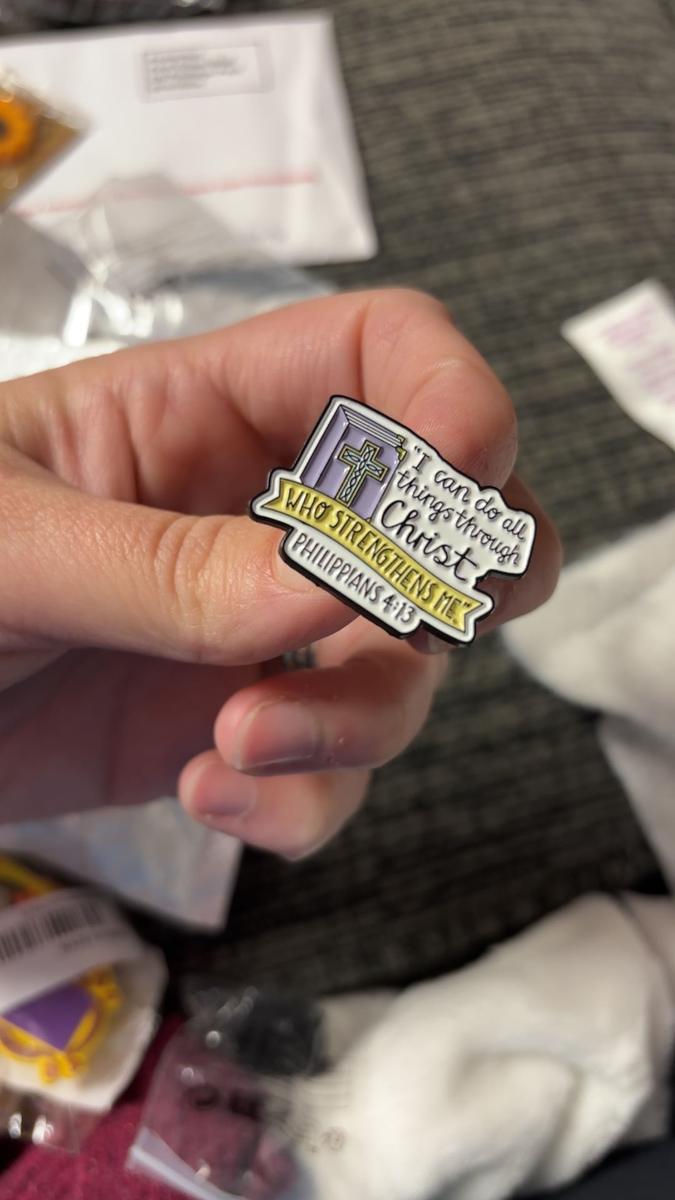 "I can do all
things through
Christ
WHO STRENGTHENS ME."
PHILIPPIANS 4:13